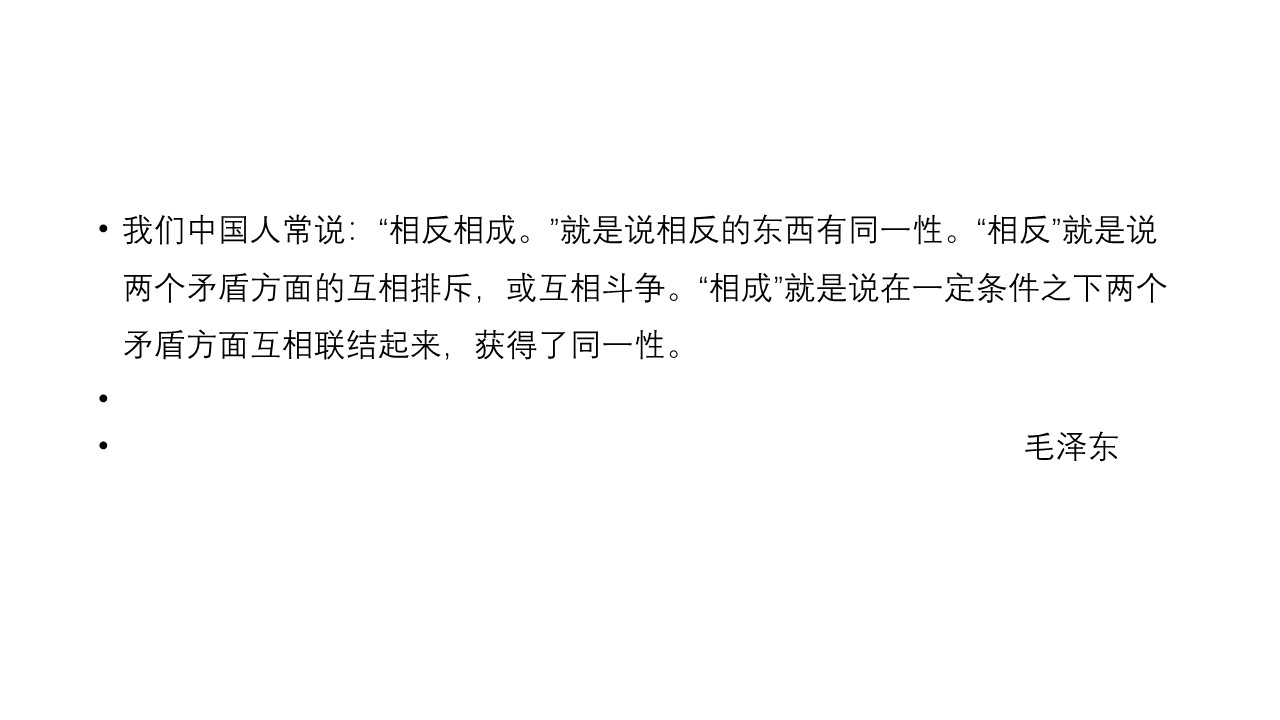 • 我们中国人常说：“相反相成。”就是说相反的东西有同一性。“相反”就是说
两个矛盾方面的互相排斥，或互相斗争。“相成”就是说在一定条件之下两个
矛盾方面互相联结起来，获得了同一性。
•
• 毛泽东